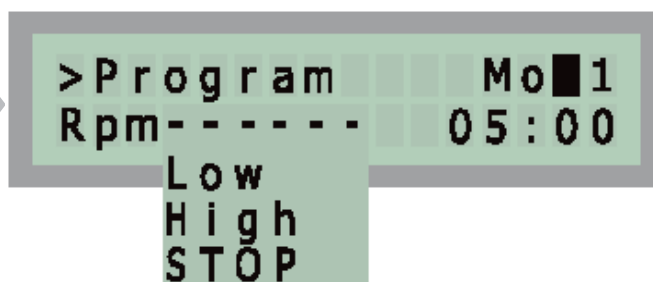 >Program Mo■1
Rpm------ 05:00
Low
High
STOP